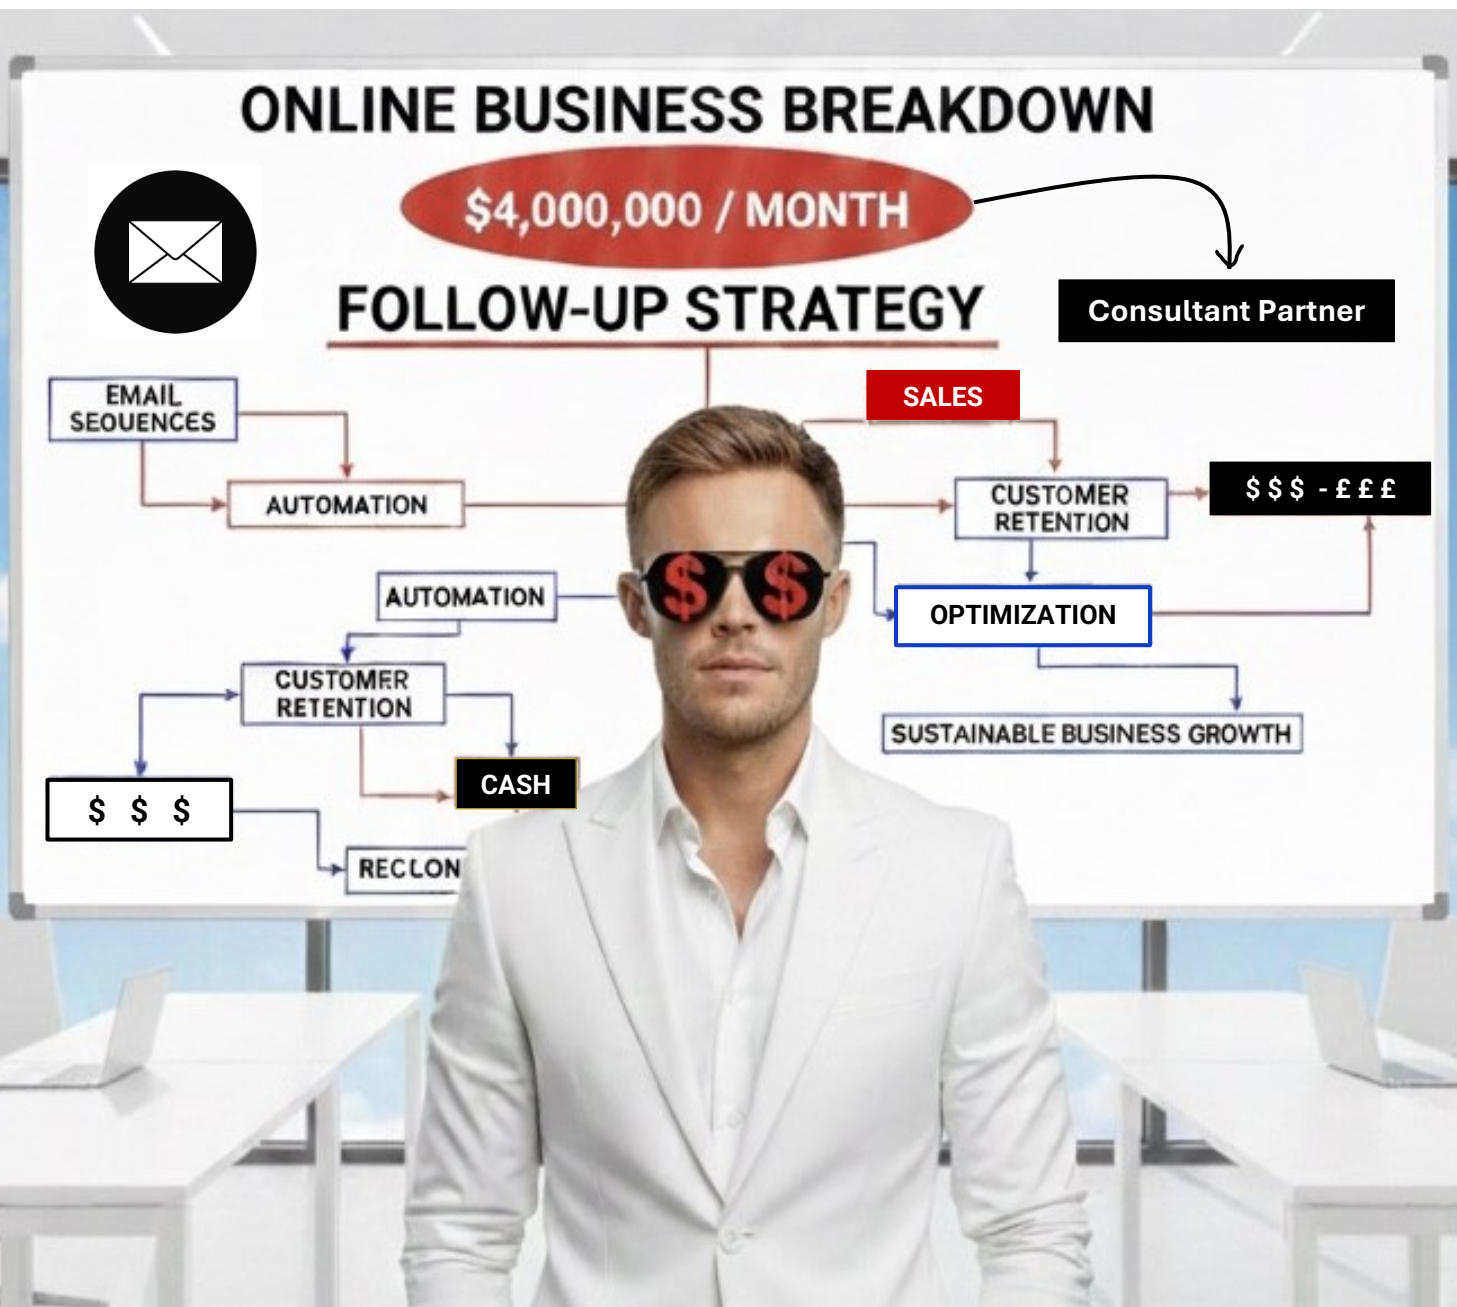 ONLINE BUSINESS BREAKDOWN
$4,000,000 / MONTH
FOLLOW-UP STRATEGY
Consultant Partner
EMAIL
SEQUENCES
SALES
AUTOMATION
CUSTOMER
RETENTION
$ $ $ - £ £ £
AUTOMATION
OPTIMIZATION
CUSTOMER
RETENTION
SUSTAINABLE BUSINESS GROWTH
CASH
$ $ $
RECLON
$ $